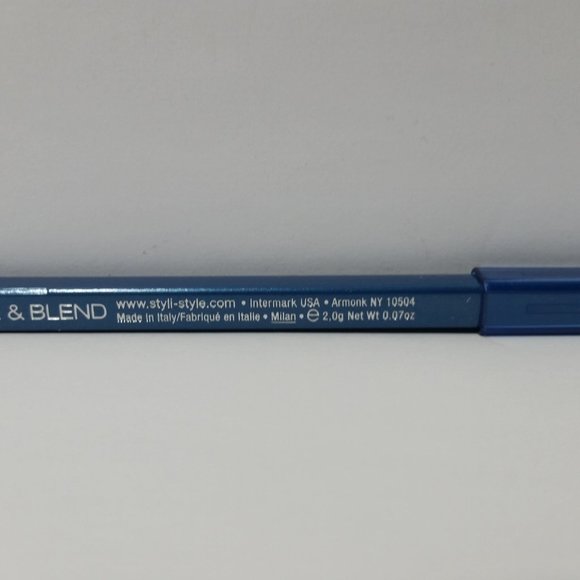 & BLEND
www.styli-style.com • Intermark USA • Armonk NY 10504
Made in Italy/Fabriqué en Italie • Milan • ℮ 2,0g Net Wt 0.07oz